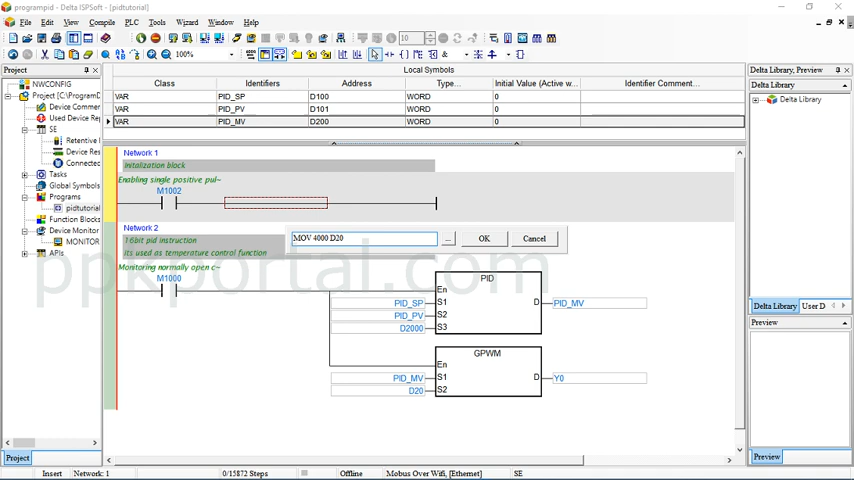 programpid - Delta ISPSoft - [pidtutorial]
File Edit View Compile PLC Tools Wizard Window Help
10
100%
Project
NWCONFIG
Project [C:\ProgramD
Device Commer
Used Device Rep
SE
Retentive I
Device Res
Connected
Tasks
Global Symbols
Programs
pidtutorial
Function Blocks
Device Monitor
MONITOR
APIs
Project
Local Symbols
Class Identifiers Address Type... Initial Value (Active w... Identifier Comment...
VAR PID_SP D100 WORD 0
VAR PID_PV D101 WORD 0
VAR PID_MV D200 WORD 0
Network 1
Initalization block
Enabling single positive pul~
M1002
Network 2
16bit pid instruction
Its used as temperature control function
Monitoring normally open c~
M1000
MOV 4000 D20
...
OK
Cancel
PID
En
PID_SP S1 D PID_MV
PID_PV S2
D2000 S3
GPWM
En
PID_MV S1 D Y0
D20 S2
ppkportal.com
Delta Library, Preview
Delta Library
Delta Library
Delta Library User D
Preview
Preview
Insert Network: 1 0/15872 Steps Offline Mobus Over Wifi, [Ethernet] SE